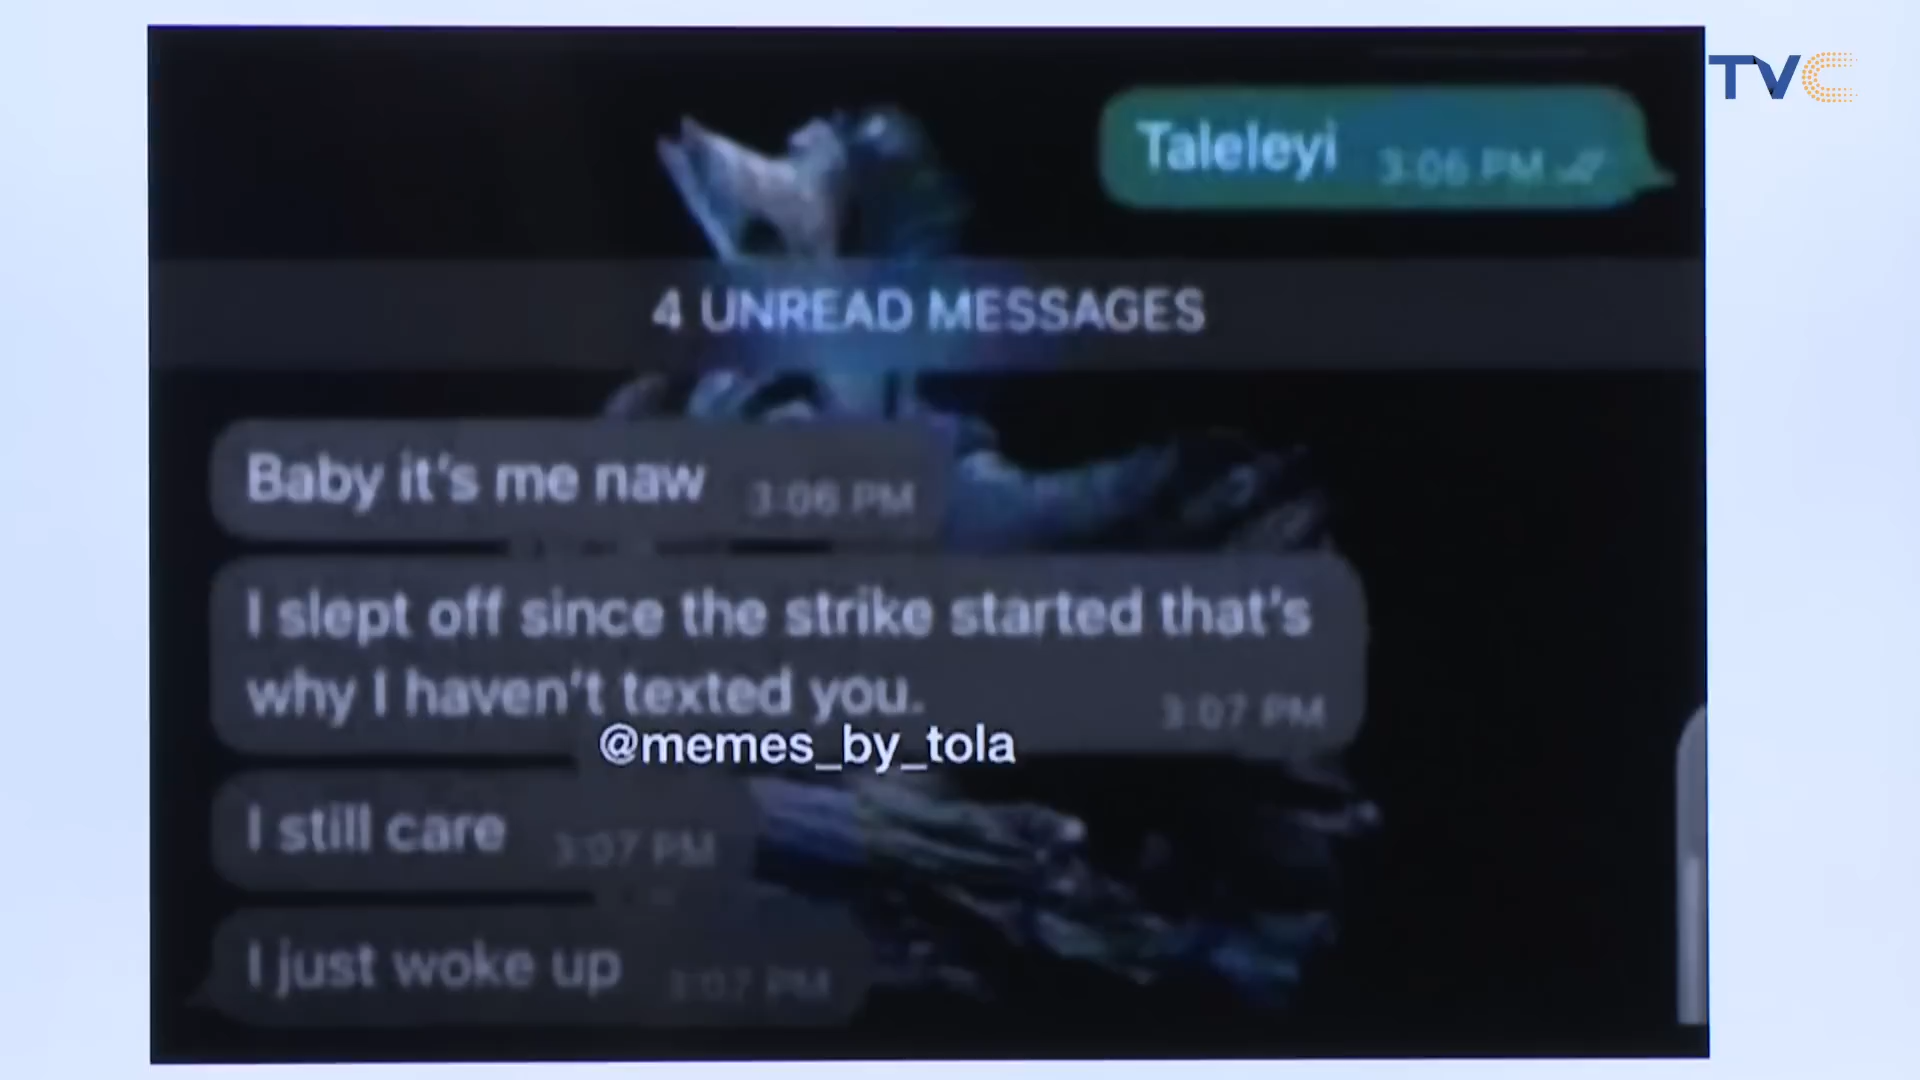 TVC
Taleleyi 3:06 PM
4 UNREAD MESSAGES
Baby it's me naw 3:06 PM
I slept off since the strike started that's
why I haven't texted you. 3:07 PM
@memes_by_tola
I still care 3:07 PM
I just woke up 3:07 PM